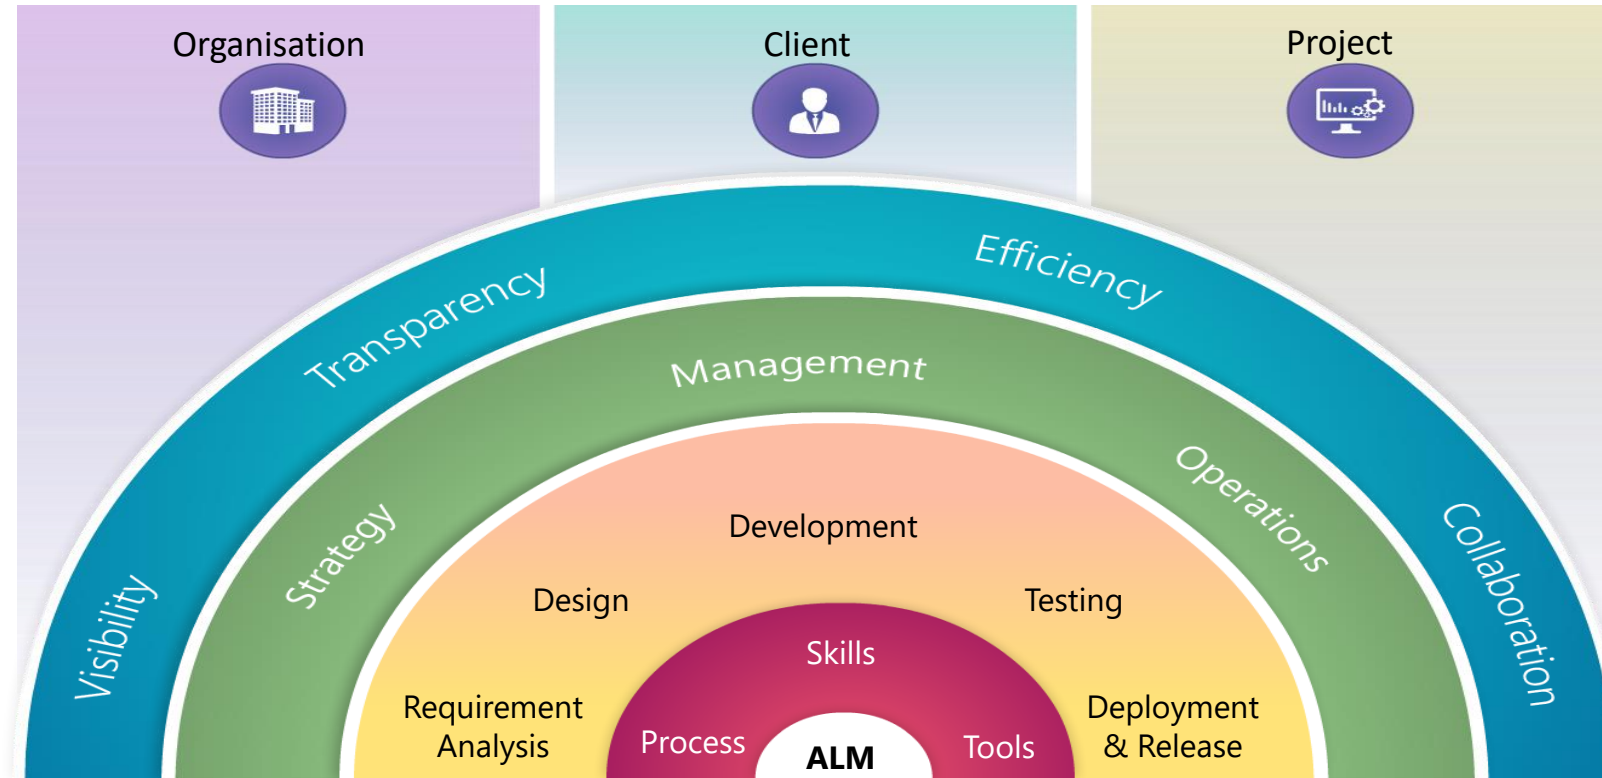 Organisation
Client
Project
Visibility
Transparency
Efficiency
Collaboration
Strategy
Management
Operations
Requirement
Analysis
Design
Development
Testing
Deployment
& Release
Process
Skills
Tools
ALM